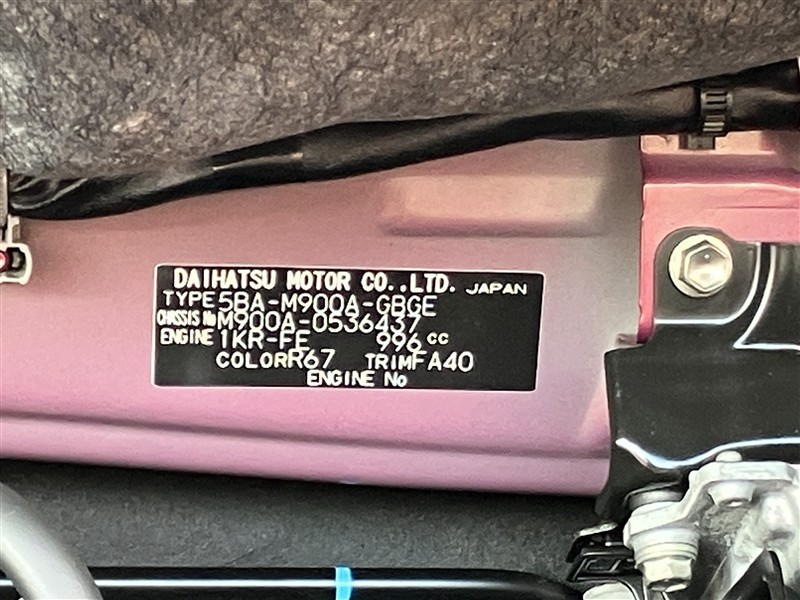 DAIHATSU MOTOR CO.,LTD. JAPAN
TYPE 5BA-M900A-GBGE
CHASSIS No M900A-0536437
ENGINE 1KR-FE 996 cc
COLOR R67 TRIM FA40
ENGINE No